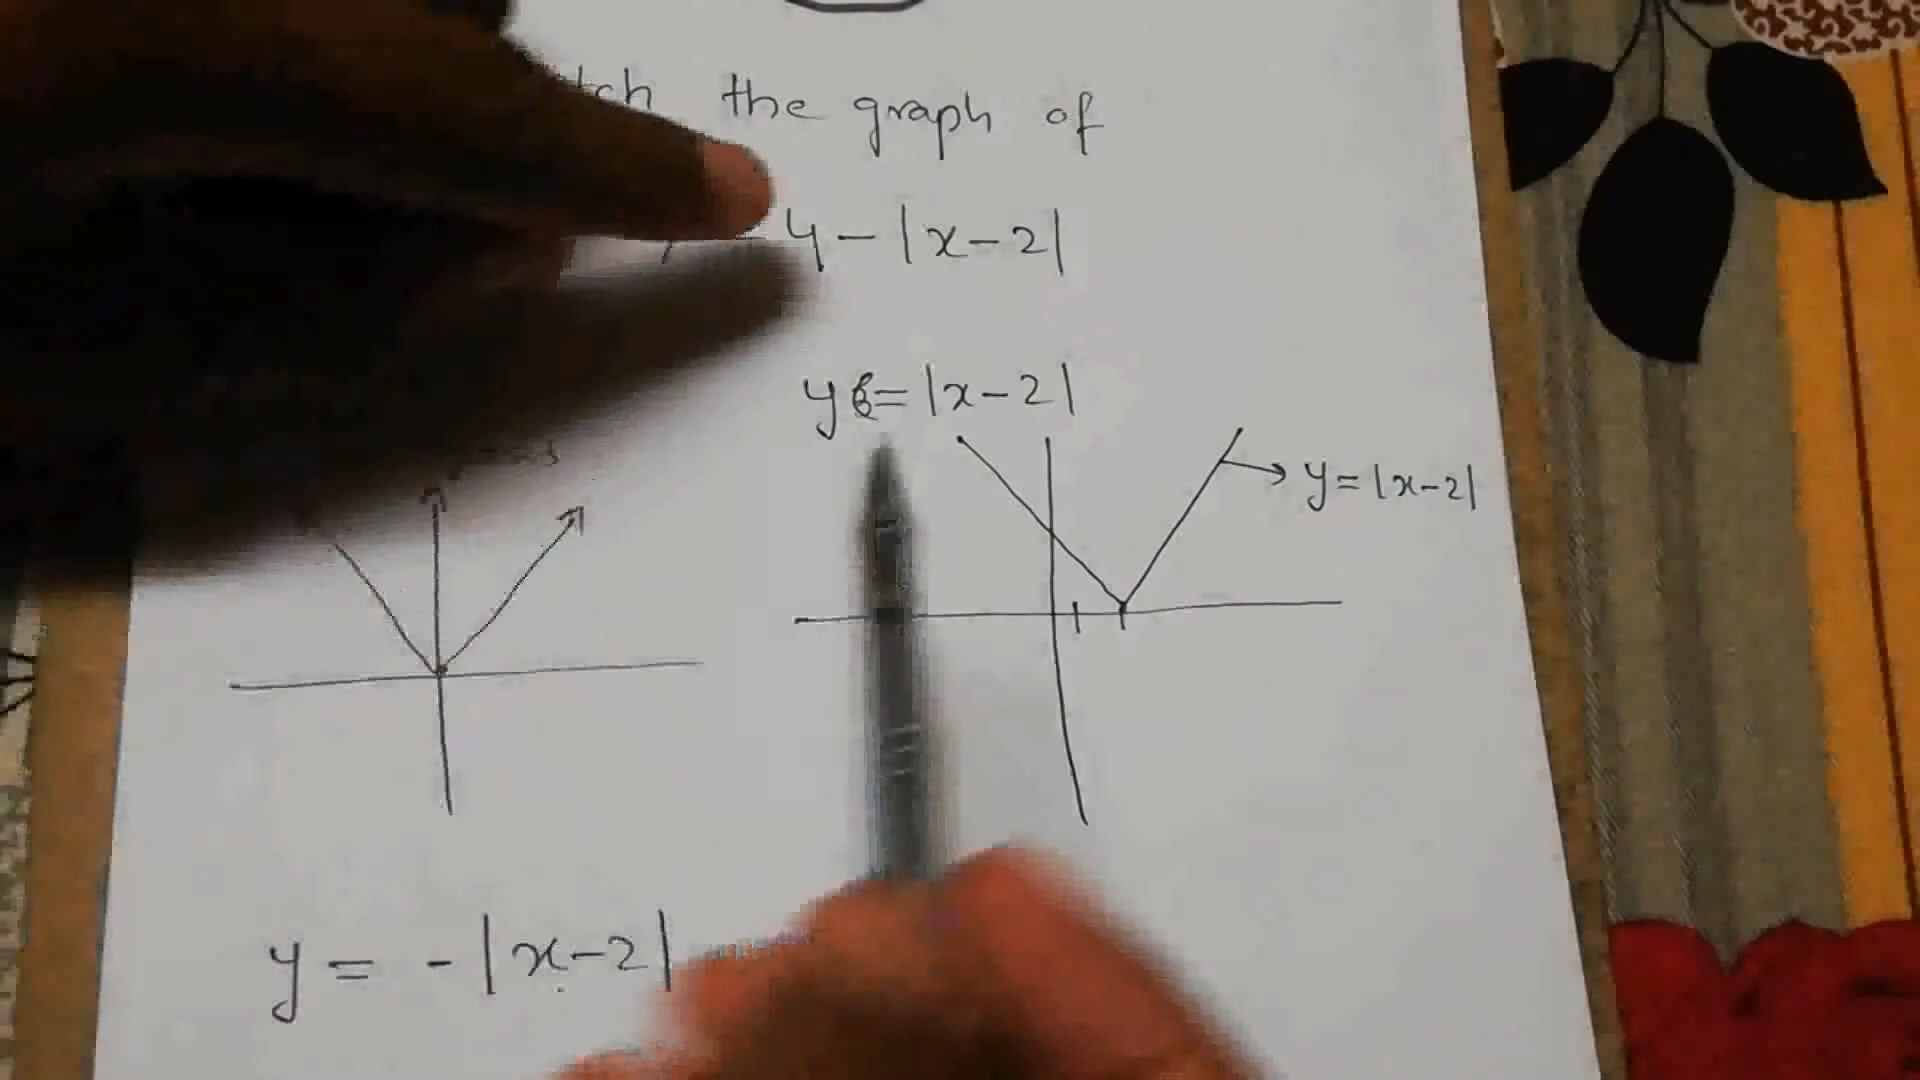 the graph of
4 - |x-2|
y = |x-2|
y = |x-2|
y = - |x-2|